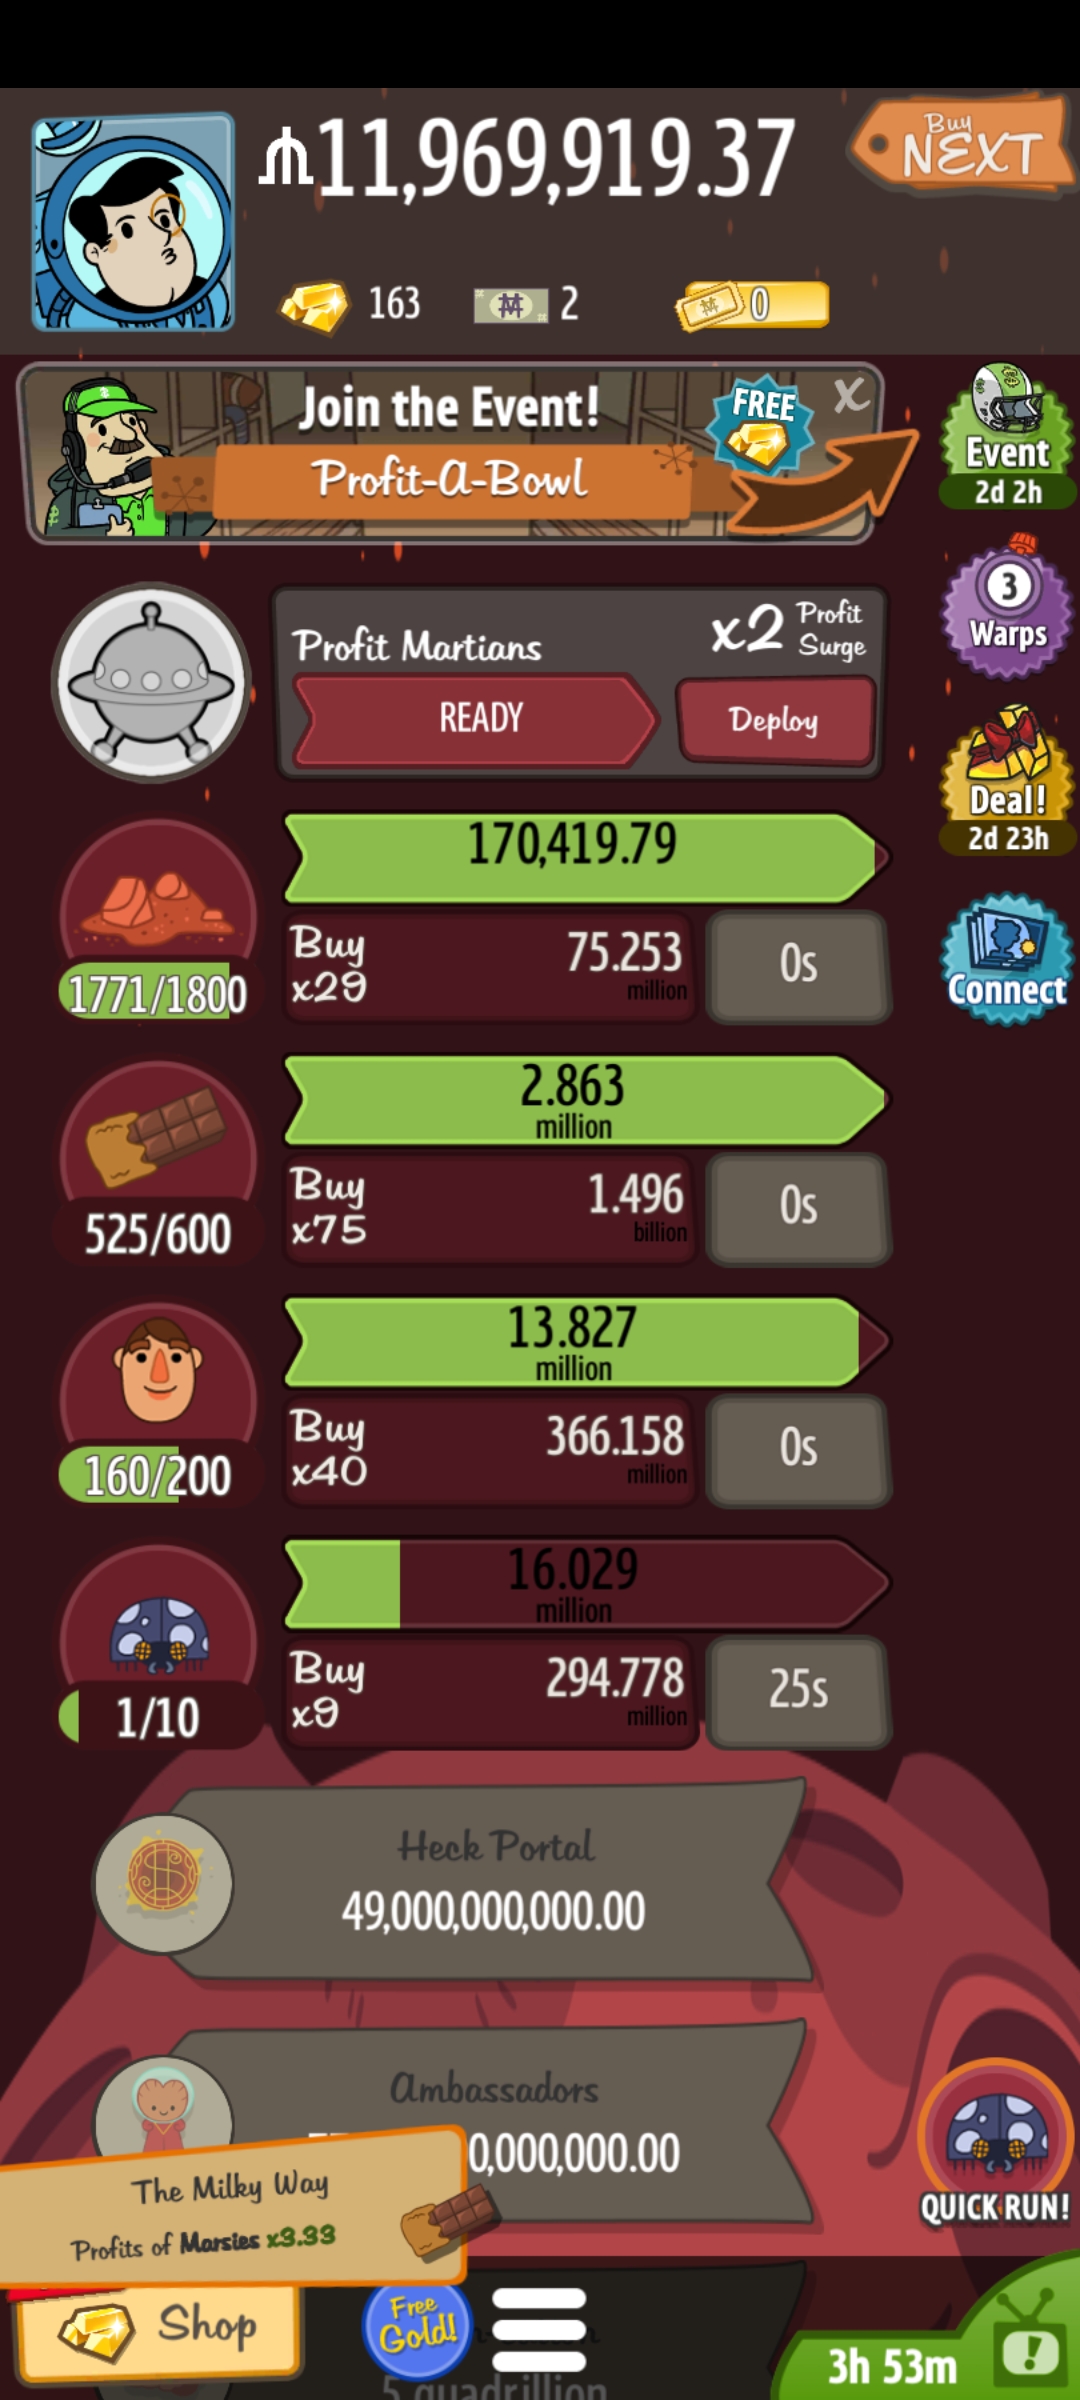 11,969,919.37
Buy
NEXT
163
2
0
Join the Event!
FREE
X
Profit-A-Bowl
Event
2d 2h
3
Warps
Profit Martians
x2 Profit Surge
READY
Deploy
Deal!
2d 23h
170,419.79
1771/1800
Buy x29
75.253 million
0s
Connect
2.863 million
525/600
Buy x75
1.496 billion
0s
13.827 million
160/200
Buy x40
366.158 million
0s
16.029 million
1/10
Buy x9
294.778 million
25s
Heck Portal
49,000,000,000.00
Ambassadors
0,000,000.00
The Milky Way
Profits of Marsies x3.33
QUICK RUN!
Shop
Free Gold!
3h 53m
5 quadrillion